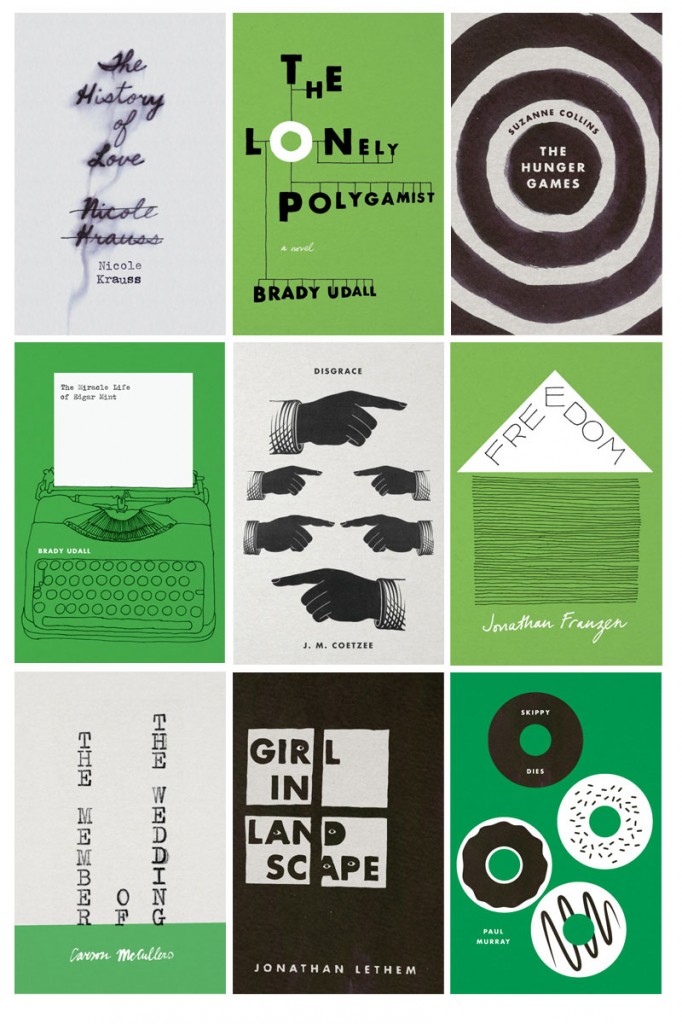 The
History
of
Love
Nicole
Krauss
Nicole
Krauss
THE
LONELY
POLYGAMIST
a novel
BRADY UDALL
SUZANNE COLLINS
THE
HUNGER
GAMES
The Miracle Life
of Edgar Mint
BRADY UDALL
DISGRACE
J. M. COETZEE
FREEDOM
Jonathan Franzen
THE MEMBER
OF
THE WEDDING
Carson McCullers
GIRL
IN
LAND
SCAPE
JONATHAN LETHEM
SKIPPY
DIES
PAUL
MURRAY